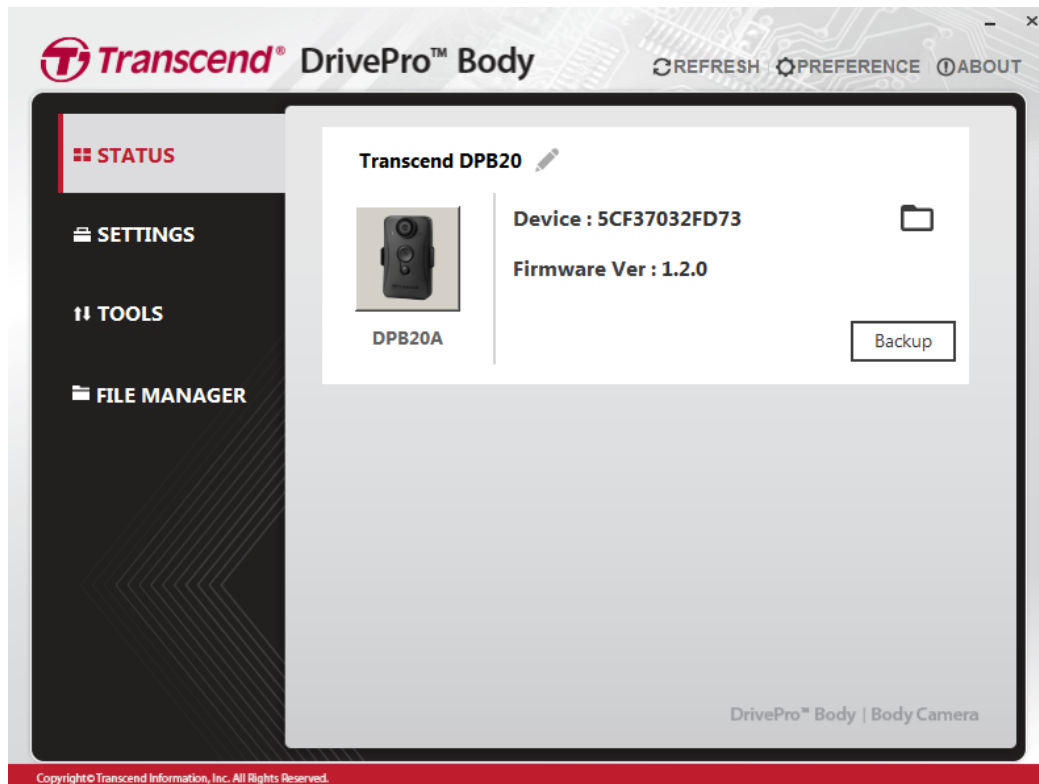 Transcend® DrivePro™ Body
REFRESH PREFERENCE ABOUT
STATUS
SETTINGS
TOOLS
FILE MANAGER
Transcend DPB20
Device : 5CF37032FD73
Firmware Ver : 1.2.0
DPB20A
Backup
DrivePro™ Body | Body Camera
Copyright© Transcend Information, Inc. All Rights Reserved.